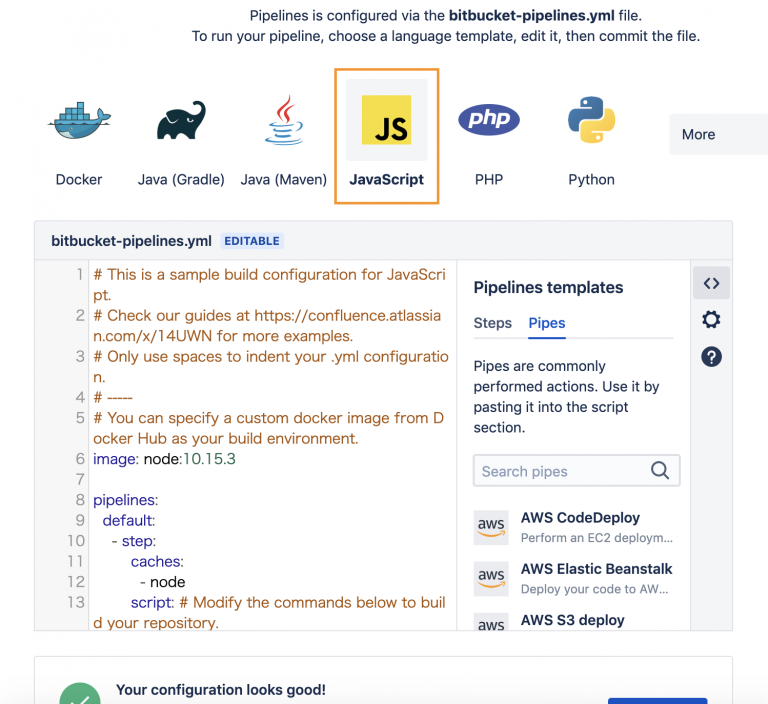 Pipelines is configured via the bitbucket-pipelines.yml file.
To run your pipeline, choose a language template, edit it, then commit the file.
JS
php
More
Docker
Java (Gradle)
Java (Maven)
JavaScript
PHP
Python
bitbucket-pipelines.yml EDITABLE
1 # This is a sample build configuration for JavaScri
pt.
2 # Check our guides at https://confluence.atlassia
n.com/x/14UWN for more examples.
3 # Only use spaces to indent your .yml configuratio
n.
4 # -----
5 # You can specify a custom docker image from D
ocker Hub as your build environment.
6 image: node:10.15.3
7
8 pipelines:
9 default:
10 - step:
11 caches:
12 - node
13 script: # Modify the commands below to buil
d your repository.
Pipelines templates
Steps Pipes
Pipes are commonly
performed actions. Use it by
pasting it into the script
section.
Search pipes
aws
AWS CodeDeploy
Perform an EC2 deploym...
aws
AWS Elastic Beanstalk
Deploy your code to AW...
aws
AWS S3 deploy
<>
?
Your configuration looks good!